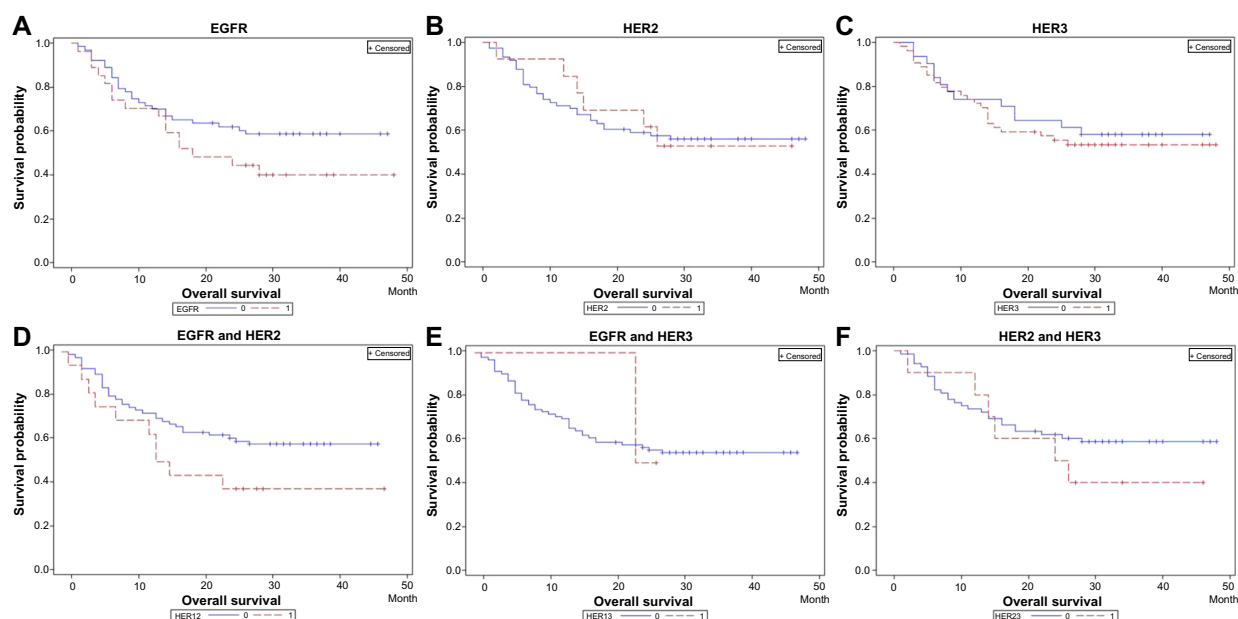 A
EGFR
+ Censored
1.0
0.8
0.6
0.4
0.2
0.0
Survival probability
0 10 20 30 40 50
Overall survival
Month
EGFR 0 1
B
HER2
+ Censored
1.0
0.8
0.6
0.4
0.2
0.0
Survival probability
0 10 20 30 40 50
Overall survival
Month
HER2 0 1
C
HER3
+ Censored
1.0
0.8
0.6
0.4
0.2
0.0
Survival probability
0 10 20 30 40 50
Overall survival
Month
HER3 0 1
D
EGFR and HER2
+ Censored
1.0
0.8
0.6
0.4
0.2
0.0
Survival probability
0 10 20 30 40 50
Overall survival
Month
HER12 0 1
E
EGFR and HER3
+ Censored
1.0
0.8
0.6
0.4
0.2
0.0
Survival probability
0 10 20 30 40 50
Overall survival
Month
HER13 0 1
F
HER2 and HER3
+ Censored
1.0
0.8
0.6
0.4
0.2
0.0
Survival probability
0 10 20 30 40 50
Overall survival
Month
HER23 0 1